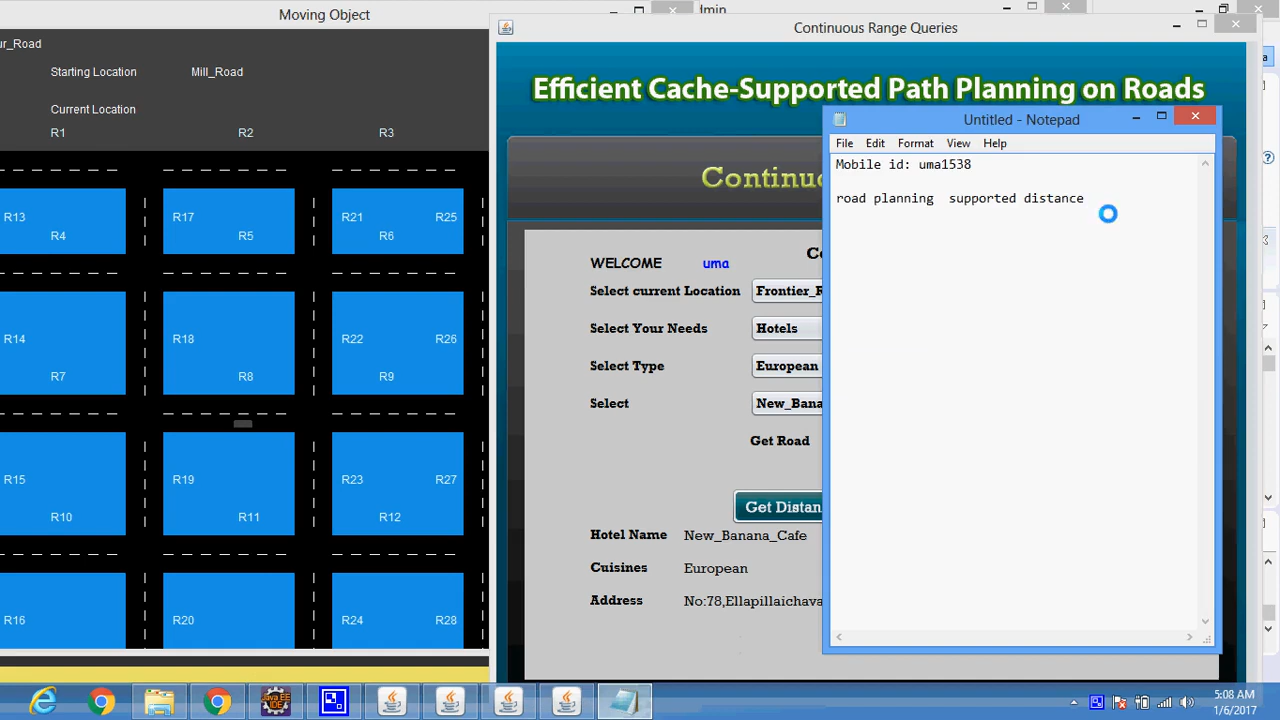 Moving Object
ur_Road
Starting Location Mill_Road
Current Location
R1 R2 R3
R13 R17 R21 R25
R4 R5 R6
R14 R18 R22 R26
R7 R8 R9
R15 R19 R23 R27
R10 R11 R12
R16 R20 R24 R28
Continuous Range Queries
Efficient Cache-Supported Path Planning on Roads
Continu
WELCOME uma
Select current Location Frontier_R
Select Your Needs Hotels
Select Type European
Select New_Bana
Get Road
Get Distan
Hotel Name New_Banana_Cafe
Cuisines European
Address No:78,Ellapillaichava
Untitled - Notepad
File Edit Format View Help
Mobile id: uma1538
road planning  supported distance
Java EE
IDE
5:08 AM
1/6/2017